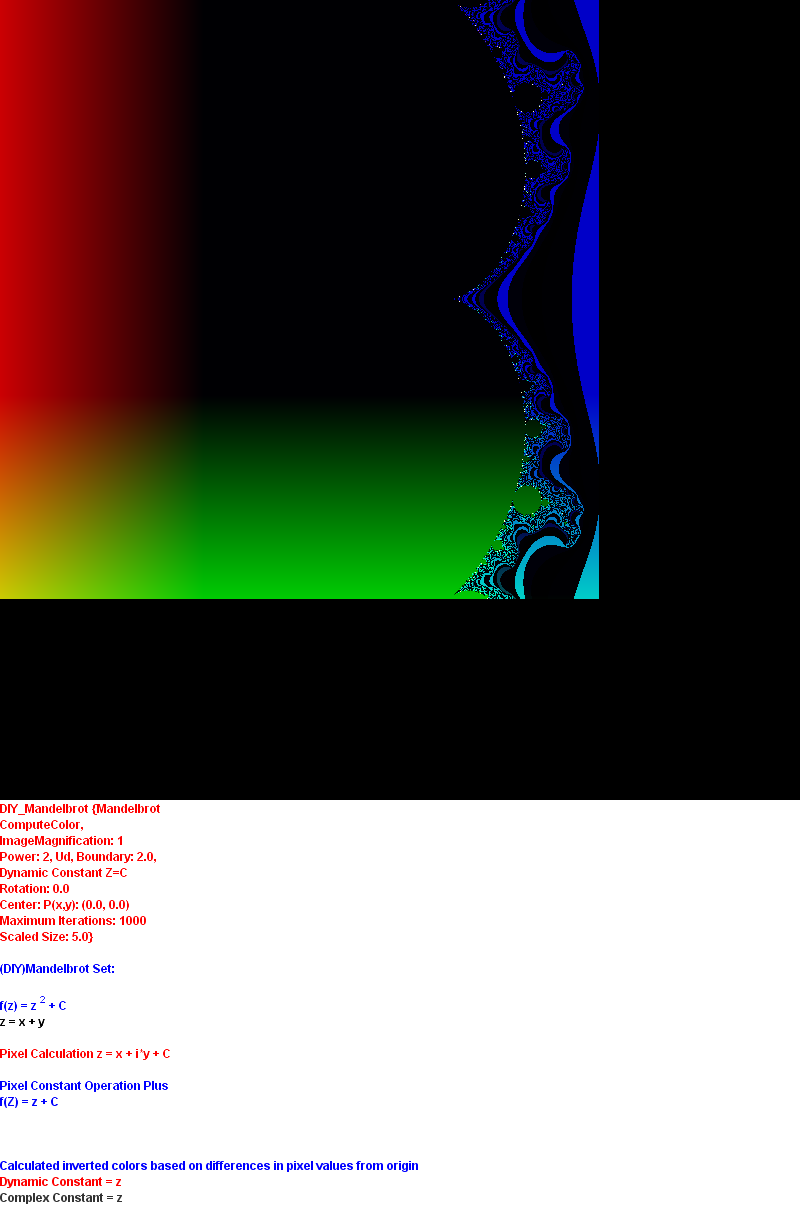 DIY_Mandelbrot {Mandelbrot
ComputeColor,
ImageMagnification: 1
Power: 2, Ud, Boundary: 2.0,
Dynamic Constant Z=C
Rotation: 0.0
Center: P(x,y): (0.0, 0.0)
Maximum Iterations: 1000
Scaled Size: 5.0}
(DIY)Mandelbrot Set:
f(z) = z ² + C
z = x + y
Pixel Calculation z = x + i*y + C
Pixel Constant Operation Plus
f(Z) = z + C
Calculated inverted colors based on differences in pixel values from origin
Dynamic Constant = z
Complex Constant = z